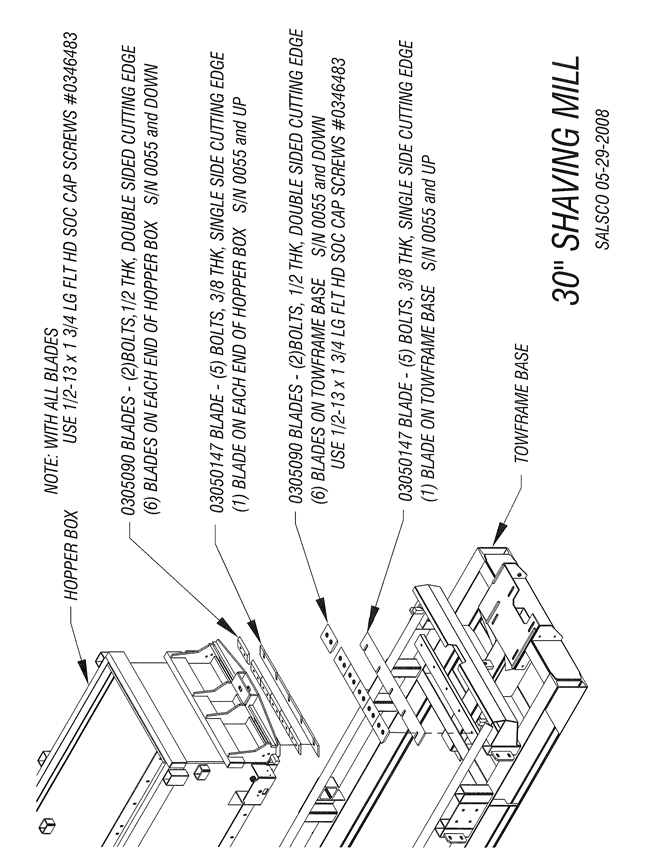 NOTE: WITH ALL BLADES
USE 1/2-13 x 1 3/4 LG FLT HD SOC CAP SCREWS #0346483
HOPPER BOX
0305090 BLADES - (2)BOLTS,1/2 THK, DOUBLE SIDED CUTTING EDGE
(6) BLADES ON EACH END OF HOPPER BOX S/N 0055 and DOWN
03050147 BLADE - (5) BOLTS, 3/8 THK, SINGLE SIDE CUTTING EDGE
(1) BLADE ON EACH END OF HOPPER BOX S/N 0055 and UP
0305090 BLADES - (2)BOLTS, 1/2 THK, DOUBLE SIDED CUTTING EDGE
(6) BLADES ON TOWFRAME BASE S/N 0055 and DOWN
USE 1/2-13 x 1 3/4 LG FLT HD SOC CAP SCREWS #0346483
03050147 BLADE - (5) BOLTS, 3/8 THK, SINGLE SIDE CUTTING EDGE
(1) BLADE ON TOWFRAME BASE S/N 0055 and UP
TOWFRAME BASE
30" SHAVING MILL
SALSCO 05-29-2008